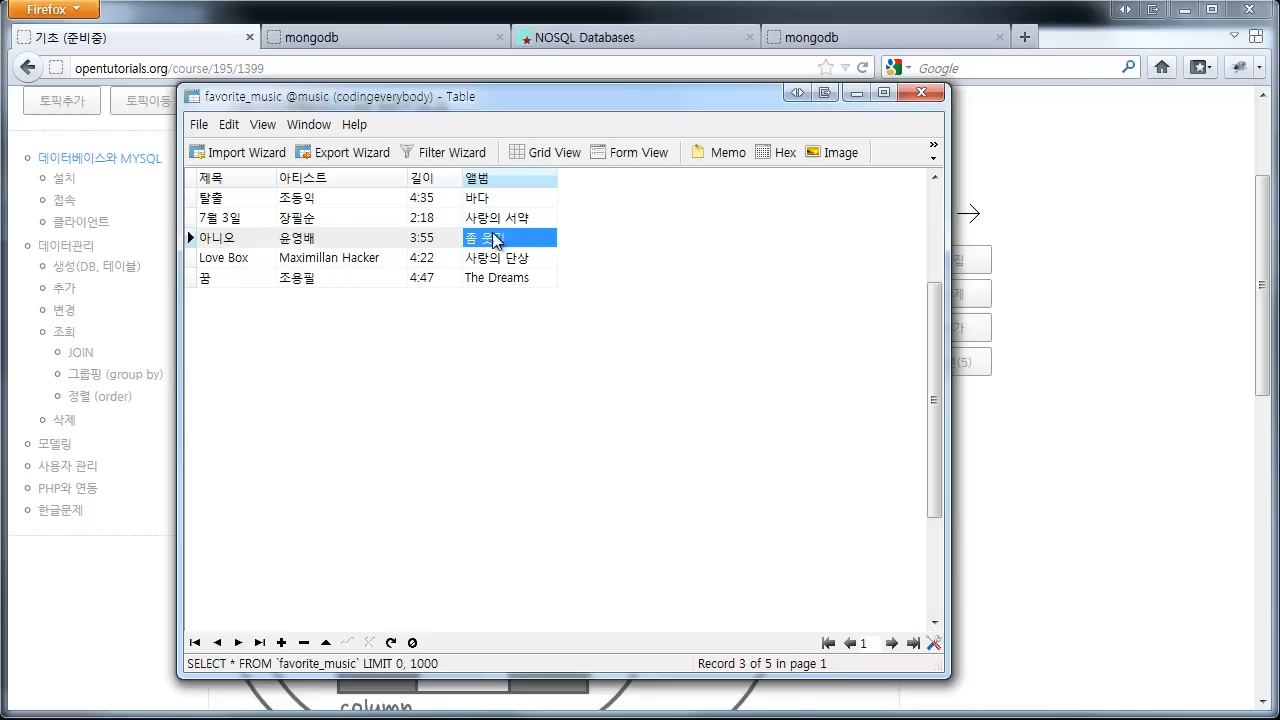 Firefox
기초 (준비중)
mongodb
NOSQL Databases
mongodb
opentutorials.org/course/195/1399
Google
토픽추가
토픽이동
데이터베이스와 MYSQL
설치
접속
클라이언트
데이터관리
생성(DB, 테이블)
추가
변경
조회
JOIN
그룹핑 (group by)
정렬 (order)
삭제
모델링
사용자 관리
PHP와 연동
한글문제
favorite_music @music (codingeverybody) - Table
File Edit View Window Help
Import Wizard Export Wizard Filter Wizard Grid View Form View Memo Hex Image
제목 아티스트 길이 앨범
탈출 조동익 4:35 바다
7월 3일 장필순 2:18 사랑의 서약
아니오 윤영배 3:55 좀 웃
Love Box Maximillan Hacker 4:22 사랑의 단상
꿈 조용필 4:47 The Dreams
1
SELECT * FROM `favorite_music` LIMIT 0, 1000
Record 3 of 5 in page 1
집
제
가
(5)
column